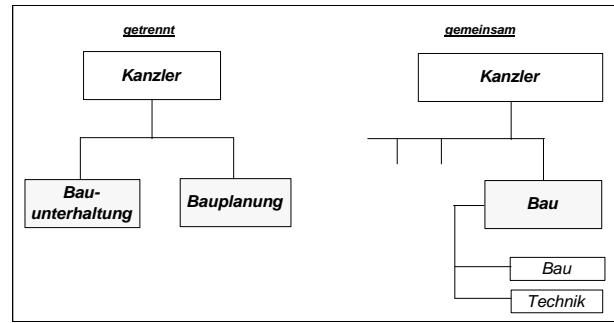 getrennt
Kanzler
Bau-
unterhaltung
Bauplanung
gemeinsam
Kanzler
Bau
Bau
Technik